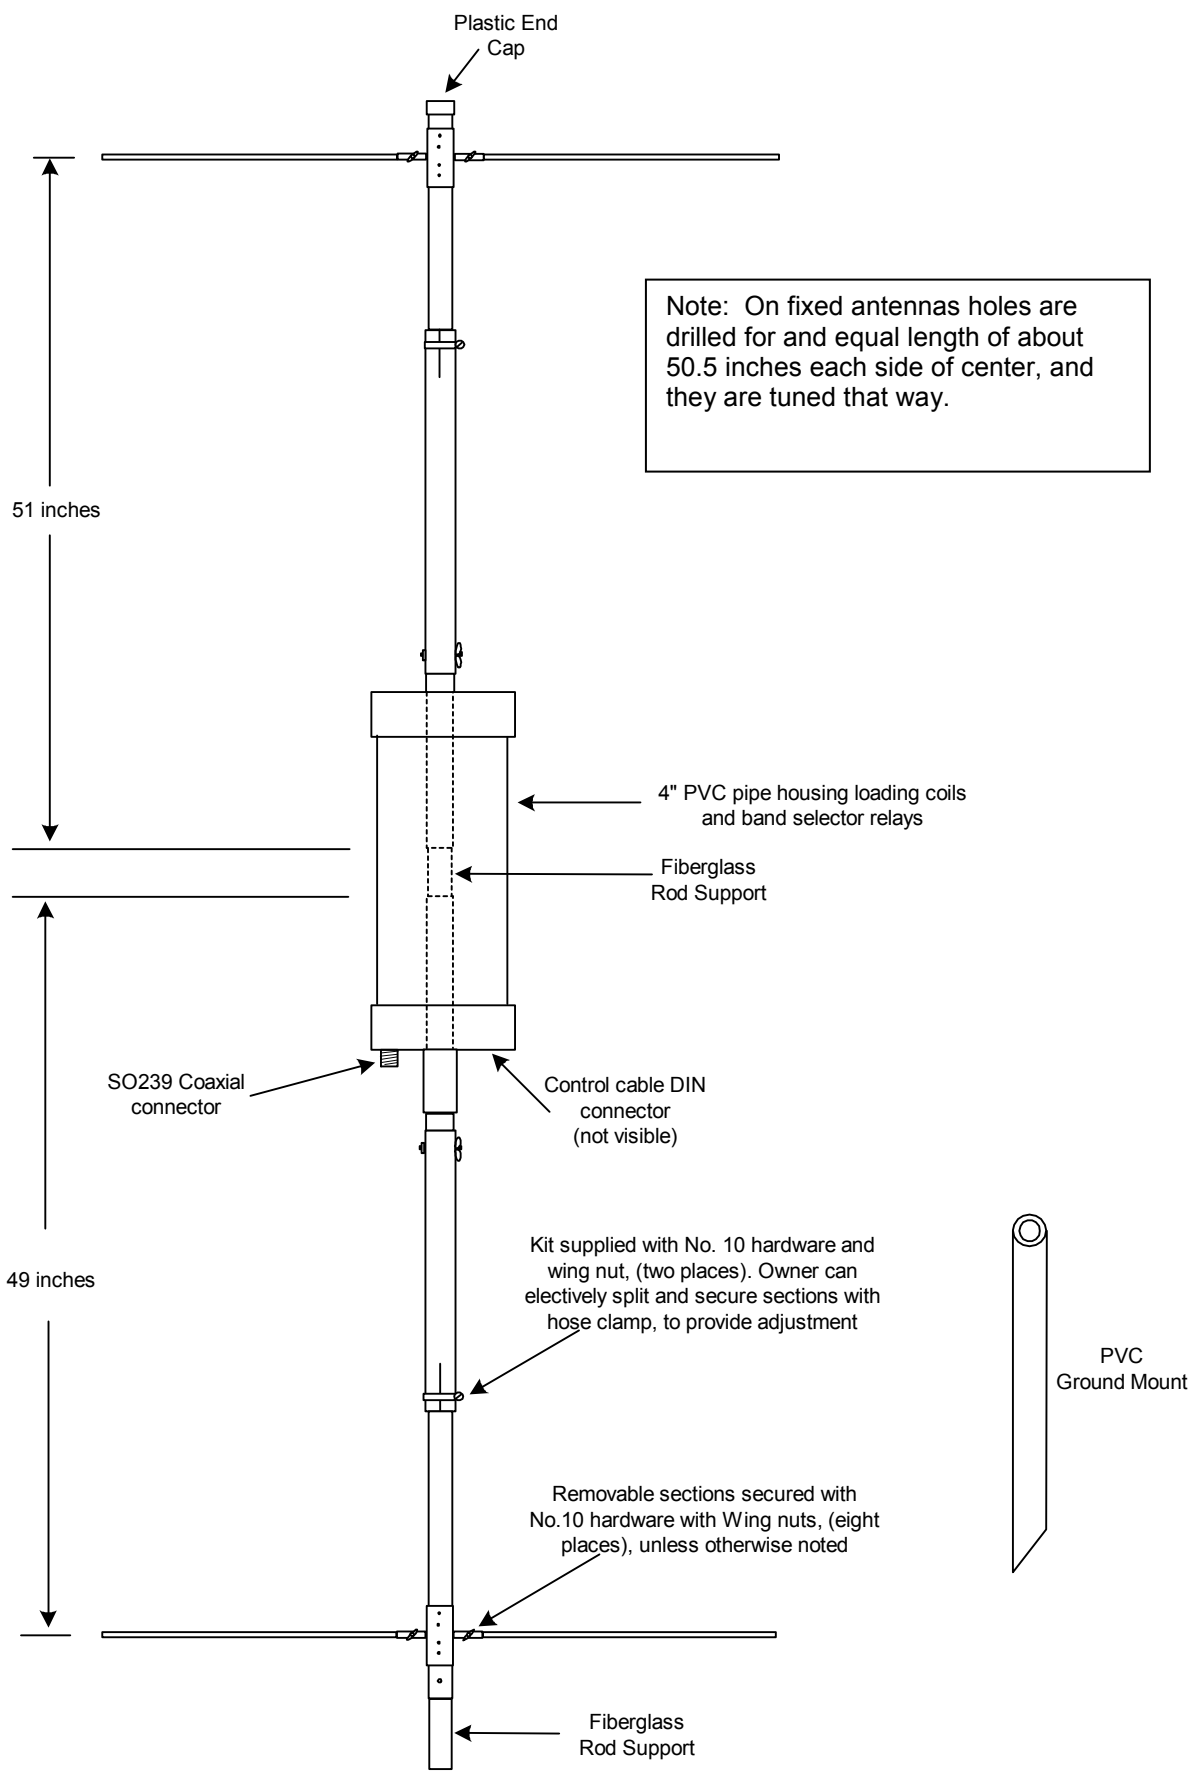 Plastic End
Cap
Note: On fixed antennas holes are
drilled for and equal length of about
50.5 inches each side of center, and
they are tuned that way.
51 inches
4" PVC pipe housing loading coils
and band selector relays
Fiberglass
Rod Support
SO239 Coaxial
connector
Control cable DIN
connector
(not visible)
Kit supplied with No. 10 hardware and
wing nut, (two places). Owner can
electively split and secure sections with
hose clamp, to provide adjustment
49 inches
PVC
Ground Mount
Removable sections secured with
No.10 hardware with Wing nuts, (eight
places), unless otherwise noted
Fiberglass
Rod Support